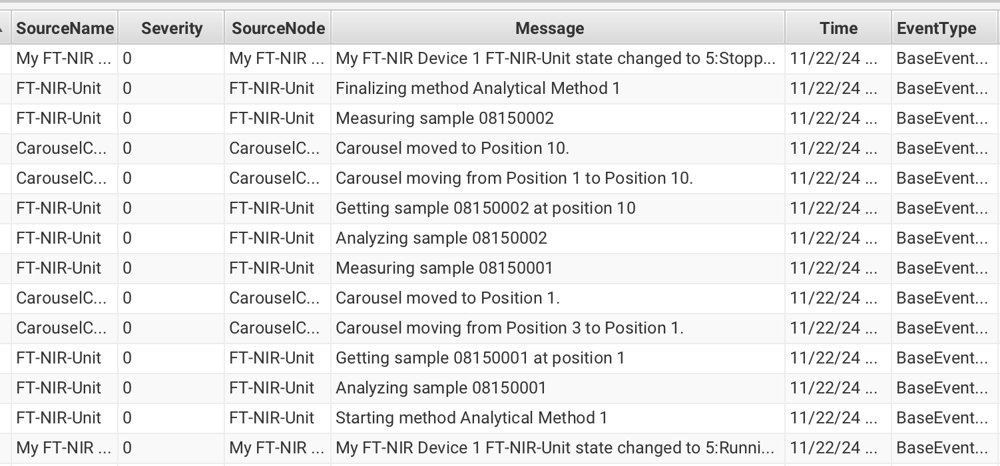 SourceName Severity SourceNode Message Time EventType
My FT-NIR ... 0 My FT-NIR ... My FT-NIR Device 1 FT-NIR-Unit state changed to 5:Stopp... 11/22/24 ... BaseEvent...
FT-NIR-Unit 0 FT-NIR-Unit Finalizing method Analytical Method 1 11/22/24 ... BaseEvent...
FT-NIR-Unit 0 FT-NIR-Unit Measuring sample 08150002 11/22/24 ... BaseEvent...
CarouselC... 0 CarouselC... Carousel moved to Position 10. 11/22/24 ... BaseEvent...
CarouselC... 0 CarouselC... Carousel moving from Position 1 to Position 10. 11/22/24 ... BaseEvent...
FT-NIR-Unit 0 FT-NIR-Unit Getting sample 08150002 at position 10 11/22/24 ... BaseEvent...
FT-NIR-Unit 0 FT-NIR-Unit Analyzing sample 08150002 11/22/24 ... BaseEvent...
FT-NIR-Unit 0 FT-NIR-Unit Measuring sample 08150001 11/22/24 ... BaseEvent...
CarouselC... 0 CarouselC... Carousel moved to Position 1. 11/22/24 ... BaseEvent...
CarouselC... 0 CarouselC... Carousel moving from Position 3 to Position 1. 11/22/24 ... BaseEvent...
FT-NIR-Unit 0 FT-NIR-Unit Getting sample 08150001 at position 1 11/22/24 ... BaseEvent...
FT-NIR-Unit 0 FT-NIR-Unit Analyzing sample 08150001 11/22/24 ... BaseEvent...
FT-NIR-Unit 0 FT-NIR-Unit Starting method Analytical Method 1 11/22/24 ... BaseEvent...
My FT-NIR ... 0 My FT-NIR ... My FT-NIR Device 1 FT-NIR-Unit state changed to 5:Runni... 11/22/24 ... BaseEvent...